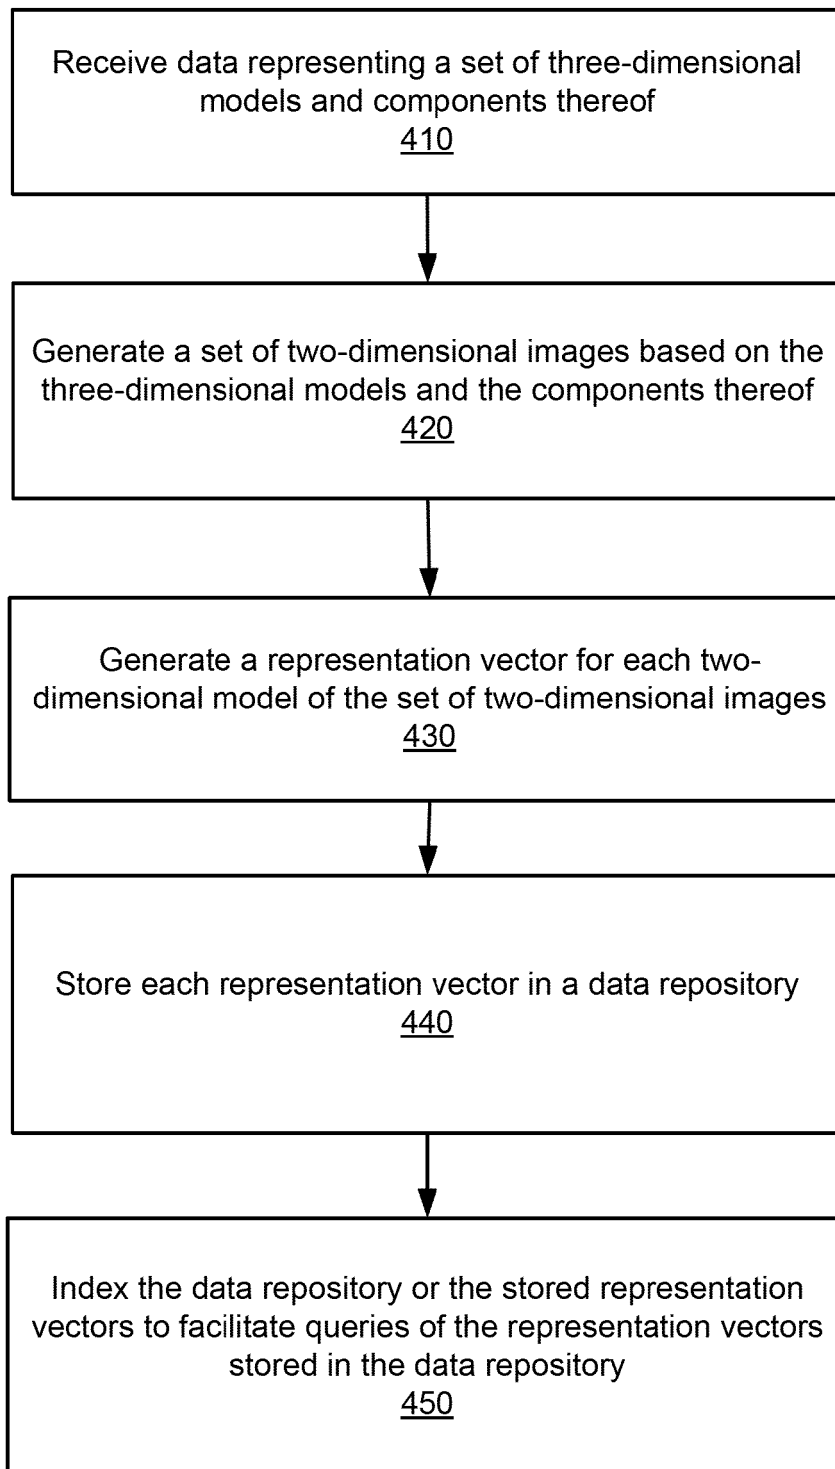 Receive data representing a set of three-dimensional
models and components thereof
410
Generate a set of two-dimensional images based on the
three-dimensional models and the components thereof
420
Generate a representation vector for each two-
dimensional model of the set of two-dimensional images
430
Store each representation vector in a data repository
440
Index the data repository or the stored representation
vectors to facilitate queries of the representation vectors
stored in the data repository
450